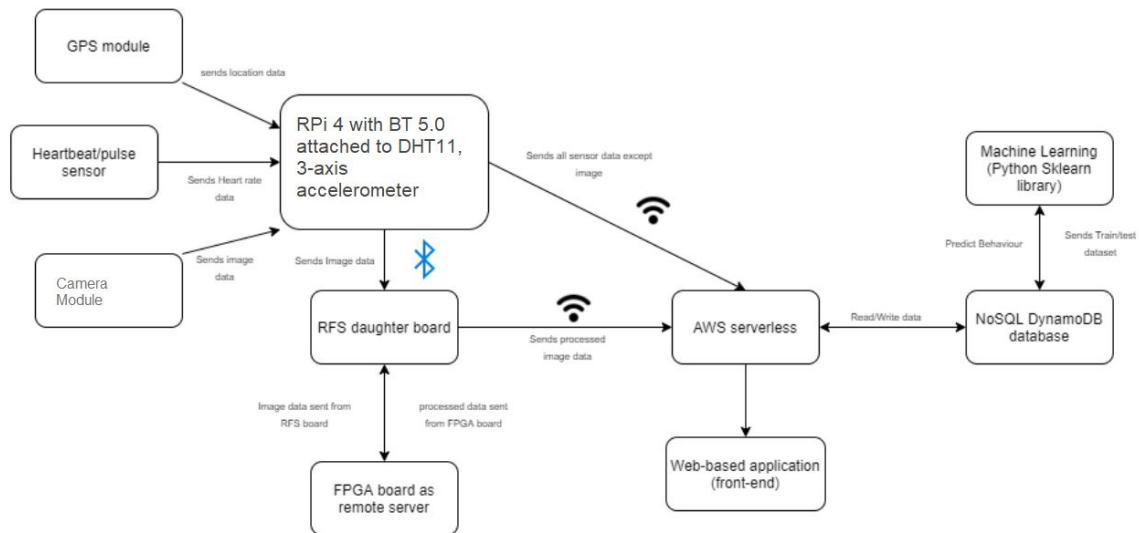 GPS module
sends location data
RPi 4 with BT 5.0
attached to DHT11,
3-axis
accelerometer
Heartbeat/pulse
sensor
Sends Heart rate
data
Sends all sensor data except
image
Machine Learning
(Python Sklearn
library)
Camera
Module
Sends image
data
Sends Image data
Predict Behaviour
Sends Train/test
dataset
RFS daughter board
Sends processed
image data
AWS serverless
Read/Write data
NoSQL DynamoDB
database
Image data sent from
RFS board
processed data sent
from FPGA board
FPGA board as
remote server
Web-based application
(front-end)